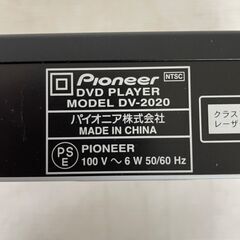 Pioneer
NTSC
DVD PLAYER
MODEL DV-2020
パイオニア株式会社
MADE IN CHINA
PS
E
PIONEER
100 V ～ 6 W 50/60 Hz
クラス
レーザ